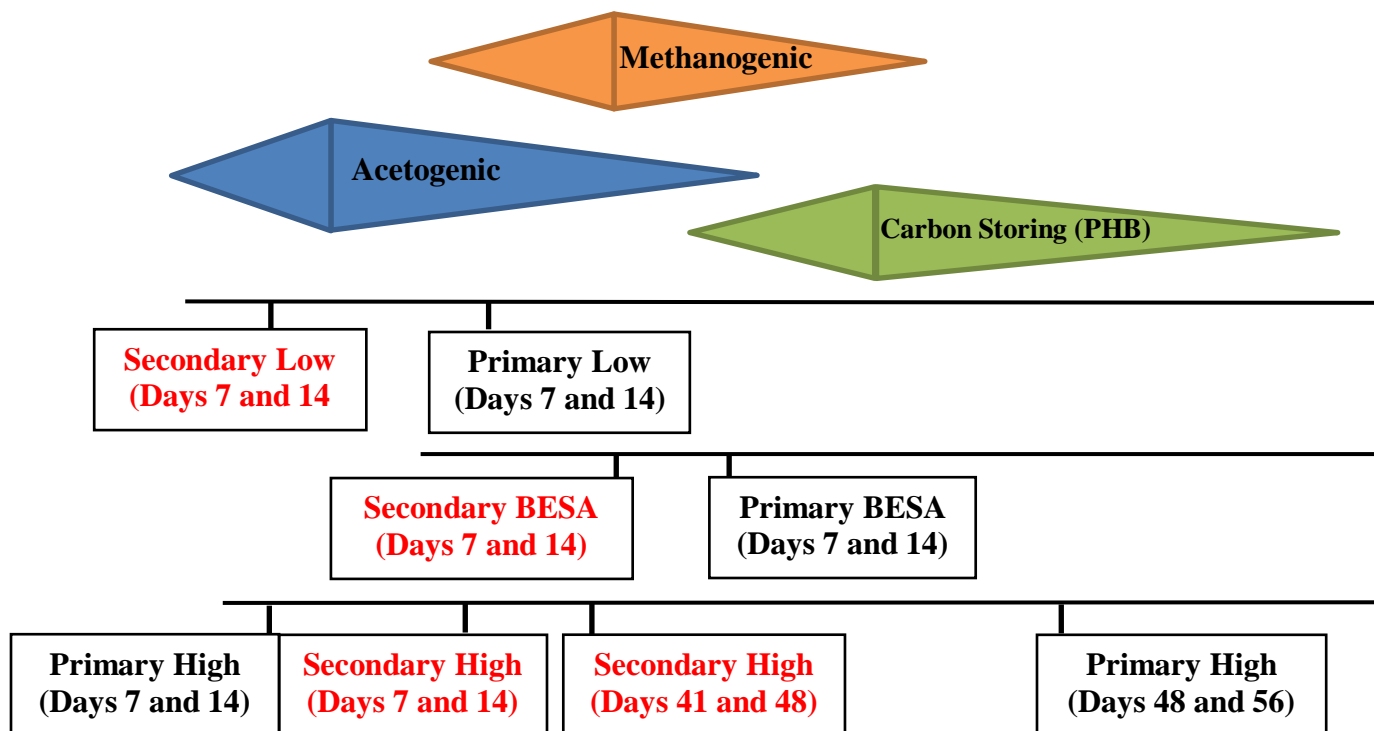 Methanogenic
Acetogenic
Carbon Storing (PHB)
Secondary Low
(Days 7 and 14
Primary Low
(Days 7 and 14)
Secondary BESA
(Days 7 and 14)
Primary BESA
(Days 7 and 14)
Primary High
(Days 7 and 14)
Secondary High
(Days 7 and 14)
Secondary High
(Days 41 and 48)
Primary High
(Days 48 and 56)